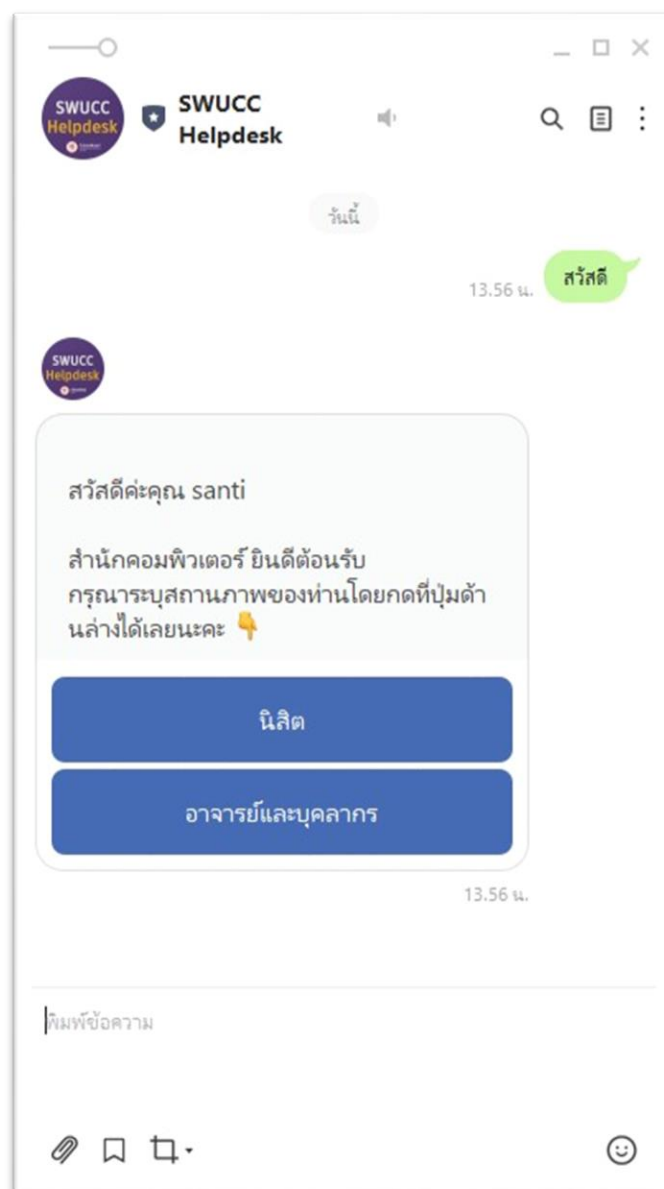 SWUCC
Helpdesk
SWUCC
Helpdesk
วันนี้
สวัสดี
13.56 น.
SWUCC
Helpdesk
สวัสดีค่ะคุณ santi
สำนักคอมพิวเตอร์ ยินดีต้อนรับ
กรุณาระบุสถานภาพของท่านโดยกดที่ปุ่มด้า
นล่างได้เลยนะคะ 👇
นิสิต
อาจารย์และบุคลากร
13.56 น.
พิมพ์ข้อความ